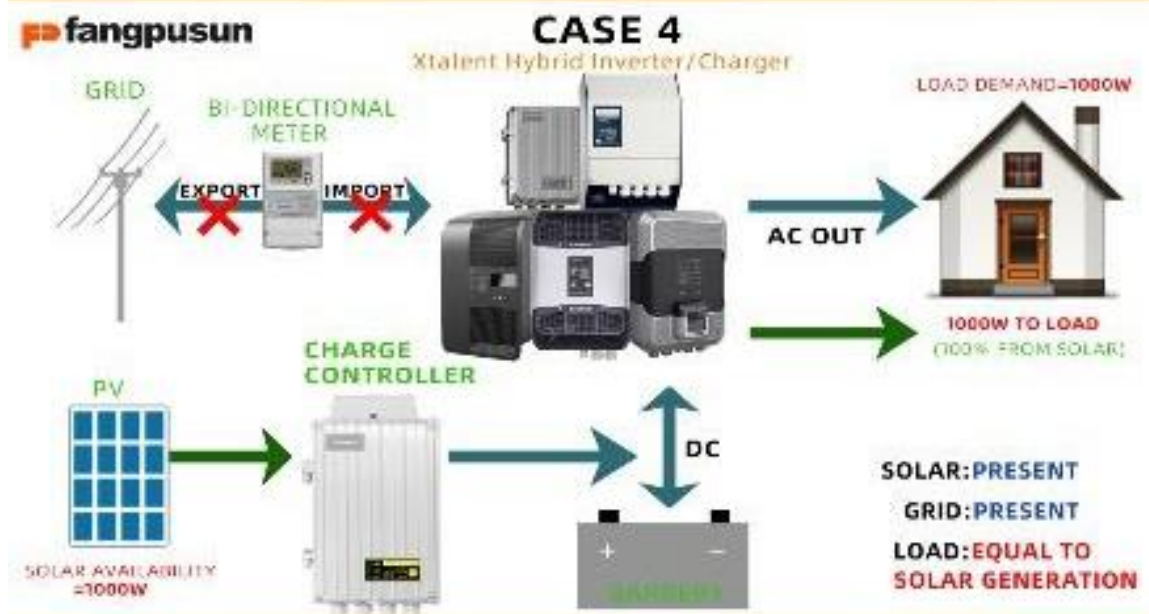 fangpusun
CASE 4
Xtalent Hybrid Inverter/Charger
GRID
BI-DIRECTIONAL
METER
EXPORT
IMPORT
LOAD DEMAND=1000W
AC OUT
1000W TO LOAD
(100% FROM SOLAR)
CHARGE
CONTROLLER
PV
DC
SOLAR AVAILABILITY
=1000W
+ −
BATTERY
SOLAR:PRESENT
GRID:PRESENT
LOAD:EQUAL TO
SOLAR GENERATION